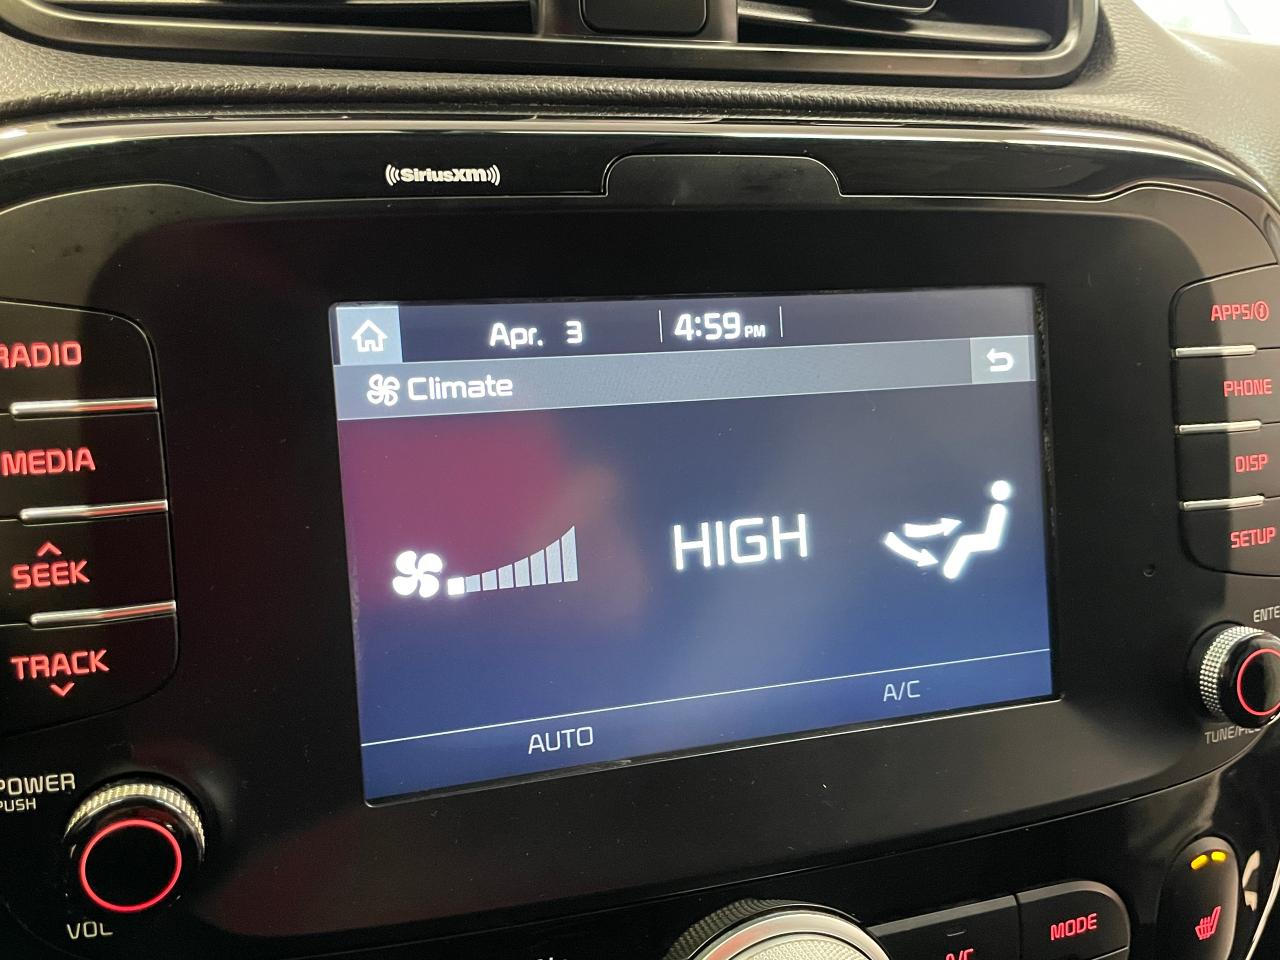 SiriusXM
RADIO
MEDIA
SEEK
TRACK
POWER
PUSH
VOL
Apr. 3
4:59 PM
Climate
HIGH
AUTO
A/C
APPS/
PHONE
DISP
SETUP
A/C
MODE